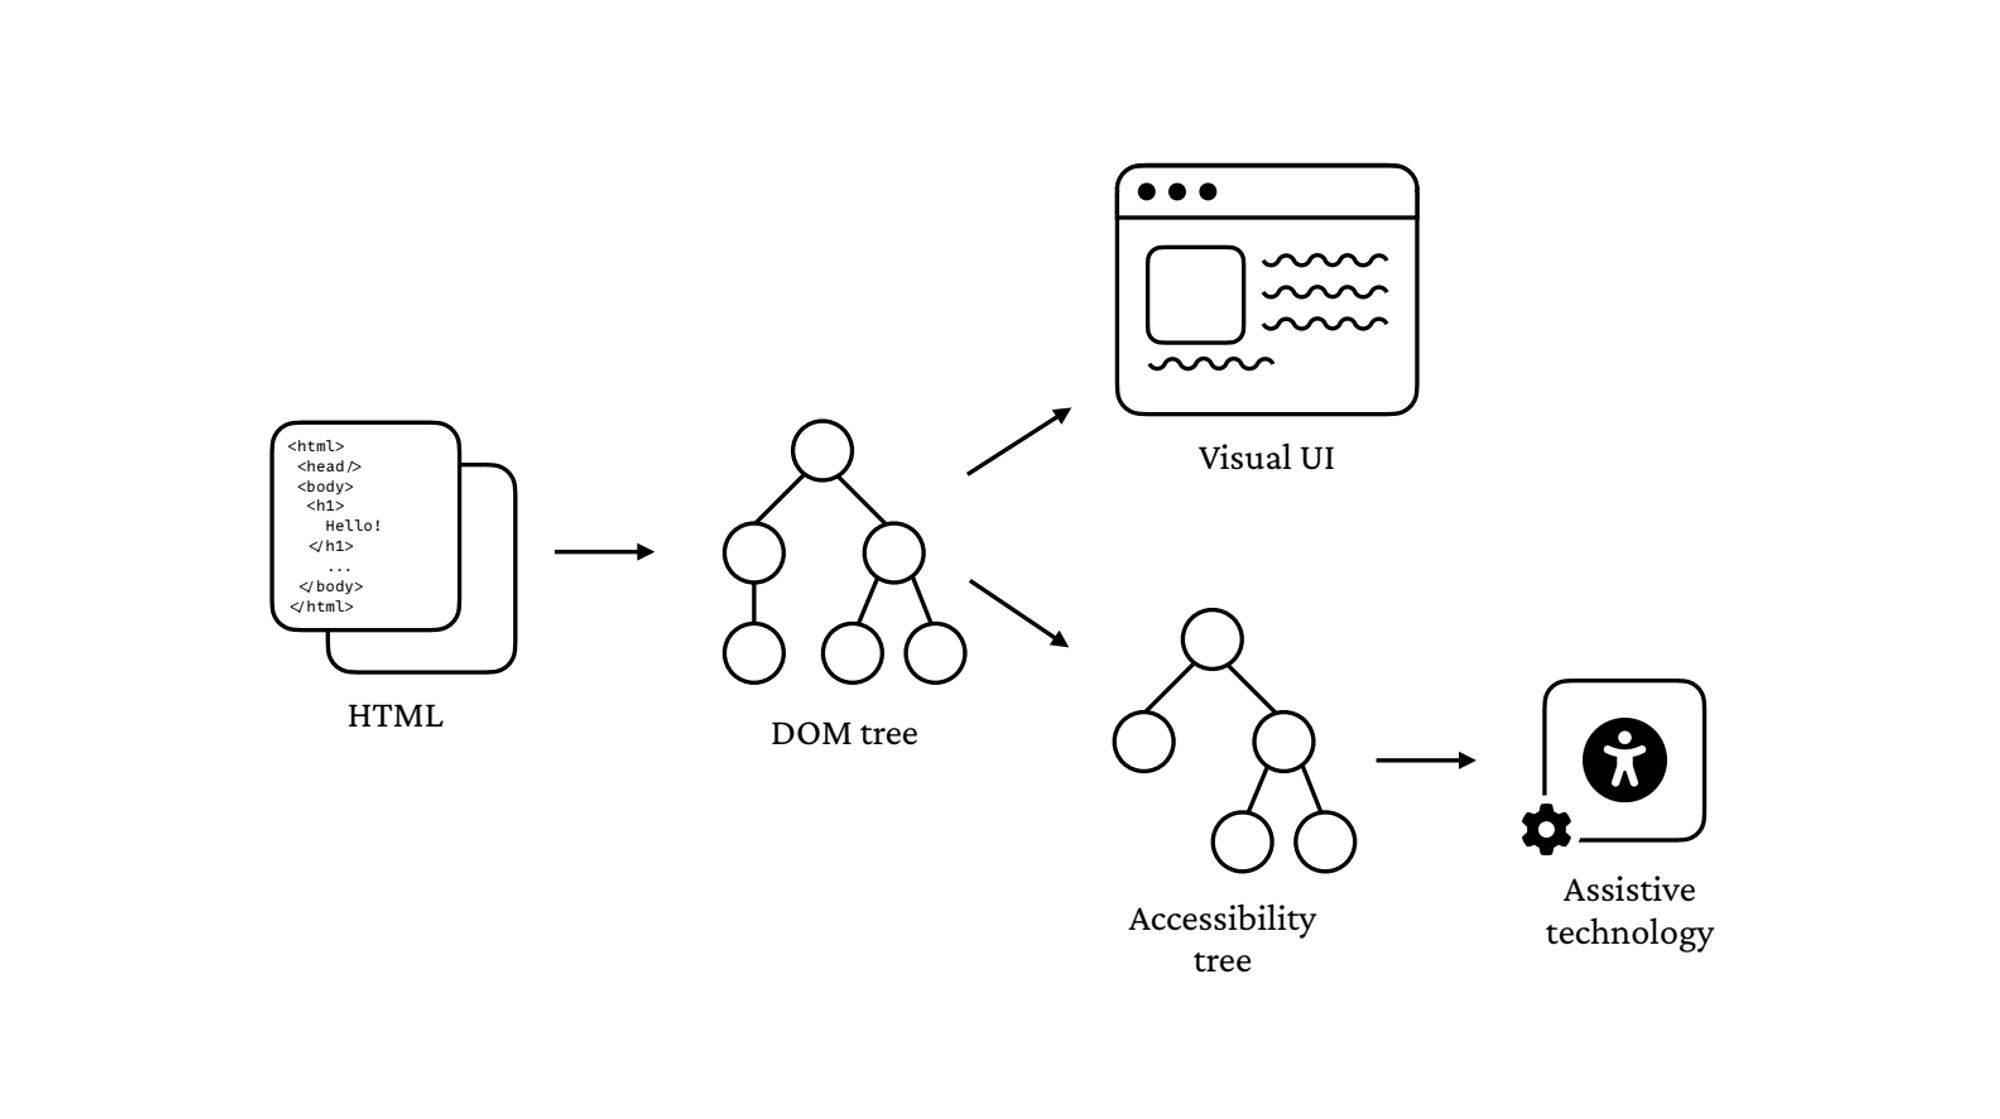 <html>
<head/>
<body>
<h1>
Hello!
</h1>
...
</body>
</html>
HTML
DOM tree
Visual UI
Accessibility
tree
Assistive
technology